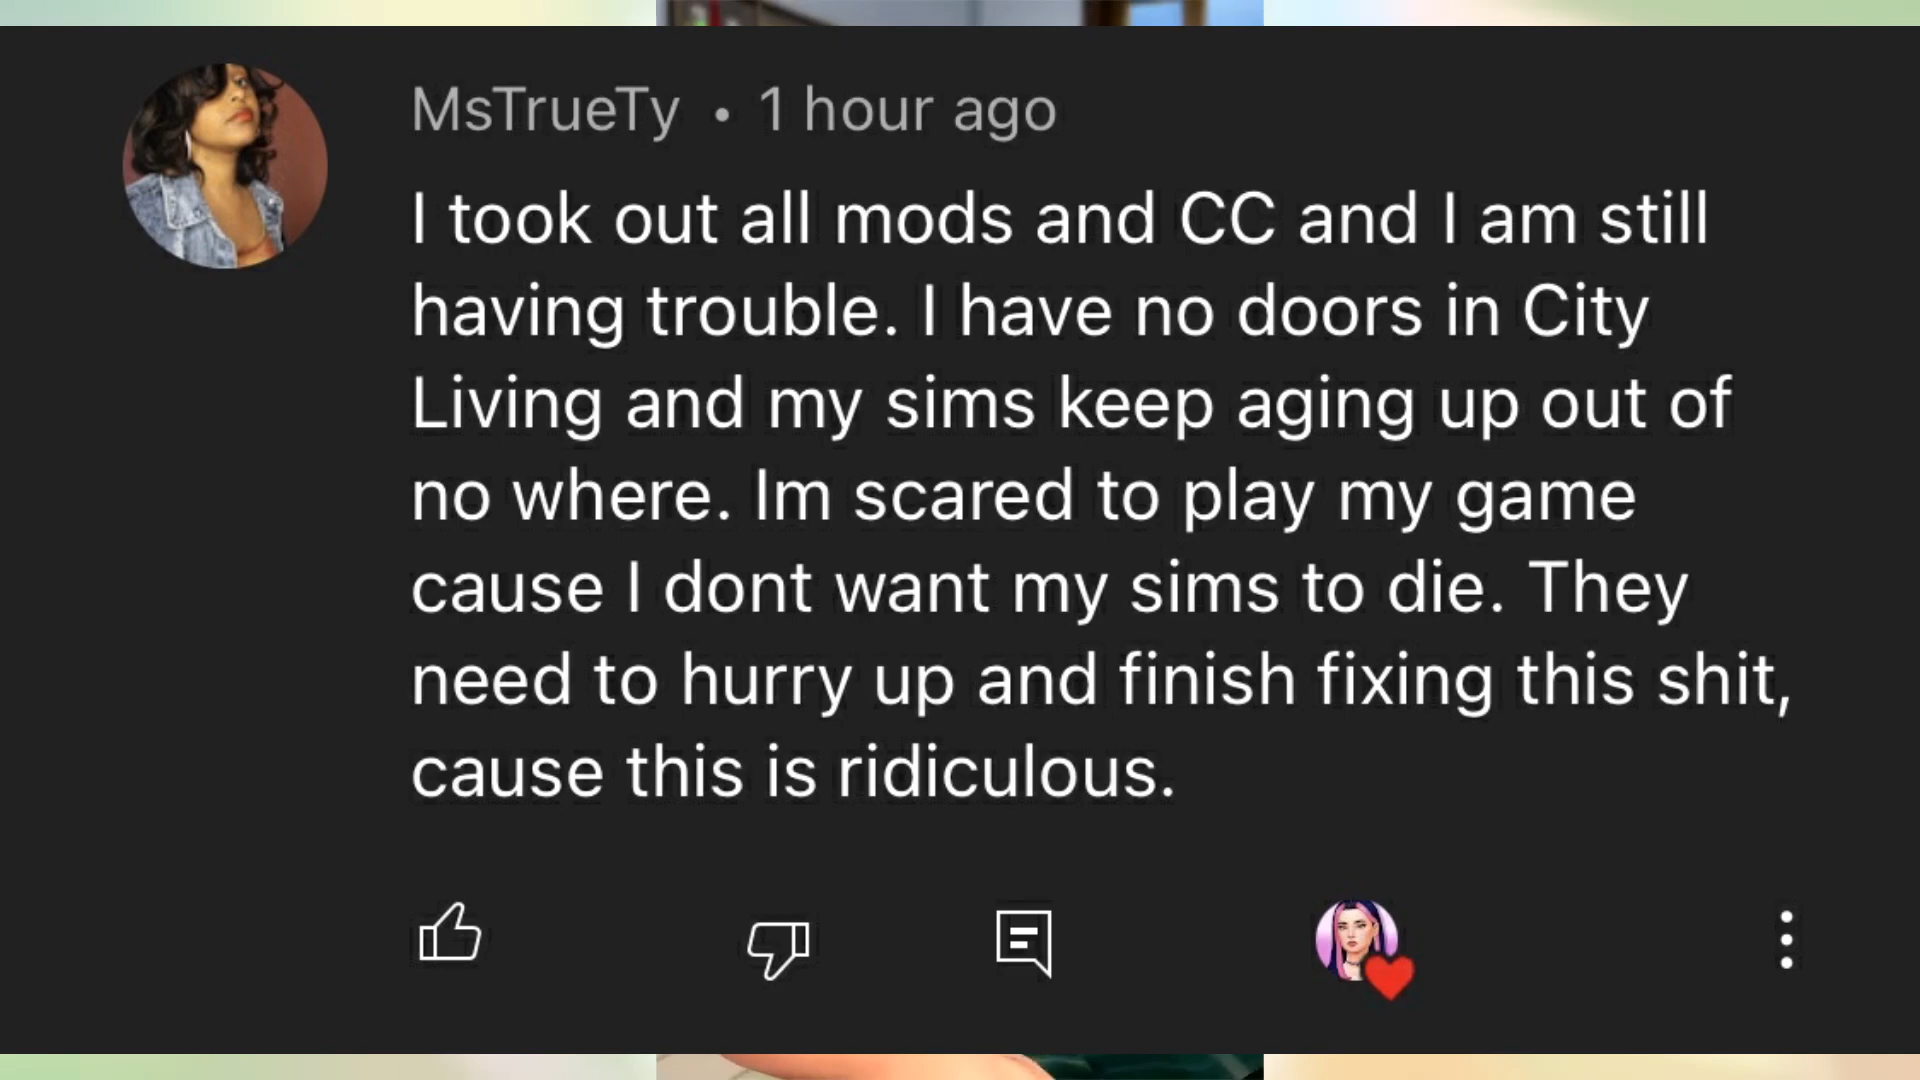 MsTrueTy • 1 hour ago
I took out all mods and CC and I am still
having trouble. I have no doors in City
Living and my sims keep aging up out of
no where. Im scared to play my game
cause I dont want my sims to die. They
need to hurry up and finish fixing this shit,
cause this is ridiculous.